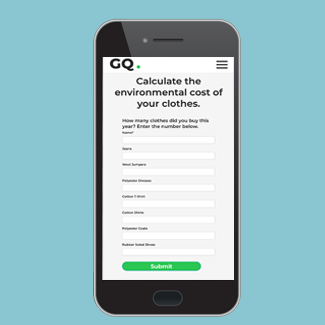 GQ.
Calculate the
environmental cost of
your clothes.
How many clothes did you buy this
year? Enter the number below.
Name*
Jeans
Wool Jumpers
Polyester Dresses
Cotton T-Shirt
Cotton Shirts
Polyester Coats
Rubber Soled Shoes
Submit